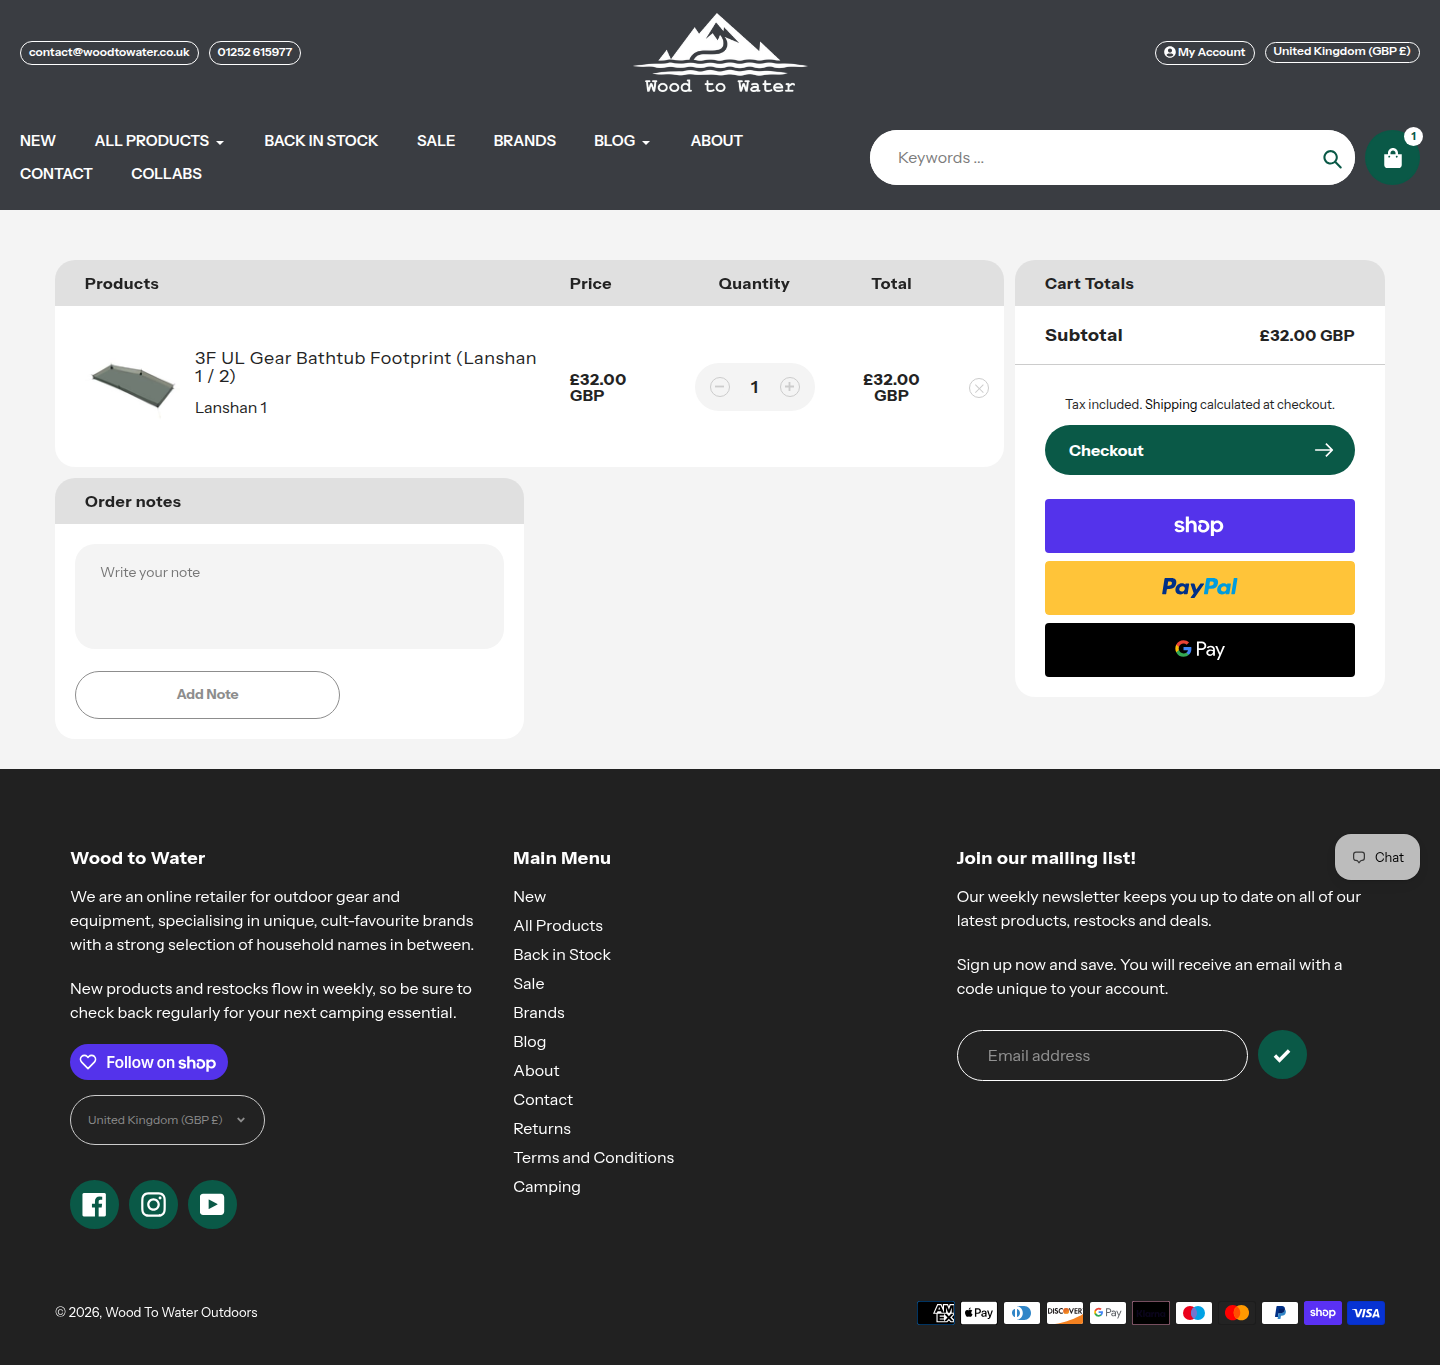 contact@woodtowater.co.uk
01252 615977
Wood to Water
My Account
United Kingdom (GBP £)
NEW
ALL PRODUCTS
BACK IN STOCK
SALE
BRANDS
BLOG
ABOUT
CONTACT
COLLABS
Keywords ...
1
Products
Price
Quantity
Total
3F UL Gear Bathtub Footprint (Lanshan
1 / 2)
Lanshan 1
£32.00
GBP
1
£32.00
GBP
Cart Totals
Subtotal
£32.00 GBP
Tax included. Shipping calculated at checkout.
Checkout
shop
PayPal
G Pay
Order notes
Write your note
Add Note
Wood to Water
We are an online retailer for outdoor gear and
equipment, specialising in unique, cult-favourite brands
with a strong selection of household names in between.
New products and restocks flow in weekly, so be sure to
check back regularly for your next camping essential.
Follow on shop
United Kingdom (GBP £)
Main Menu
New
All Products
Back in Stock
Sale
Brands
Blog
About
Contact
Returns
Terms and Conditions
Camping
Join our mailing list!
Our weekly newsletter keeps you up to date on all of our
latest products, restocks and deals.
Sign up now and save. You will receive an email with a
code unique to your account.
Email address
Chat
© 2026, Wood To Water Outdoors
AM
EX
Pay
DISCOVER
G Pay
shop
VISA